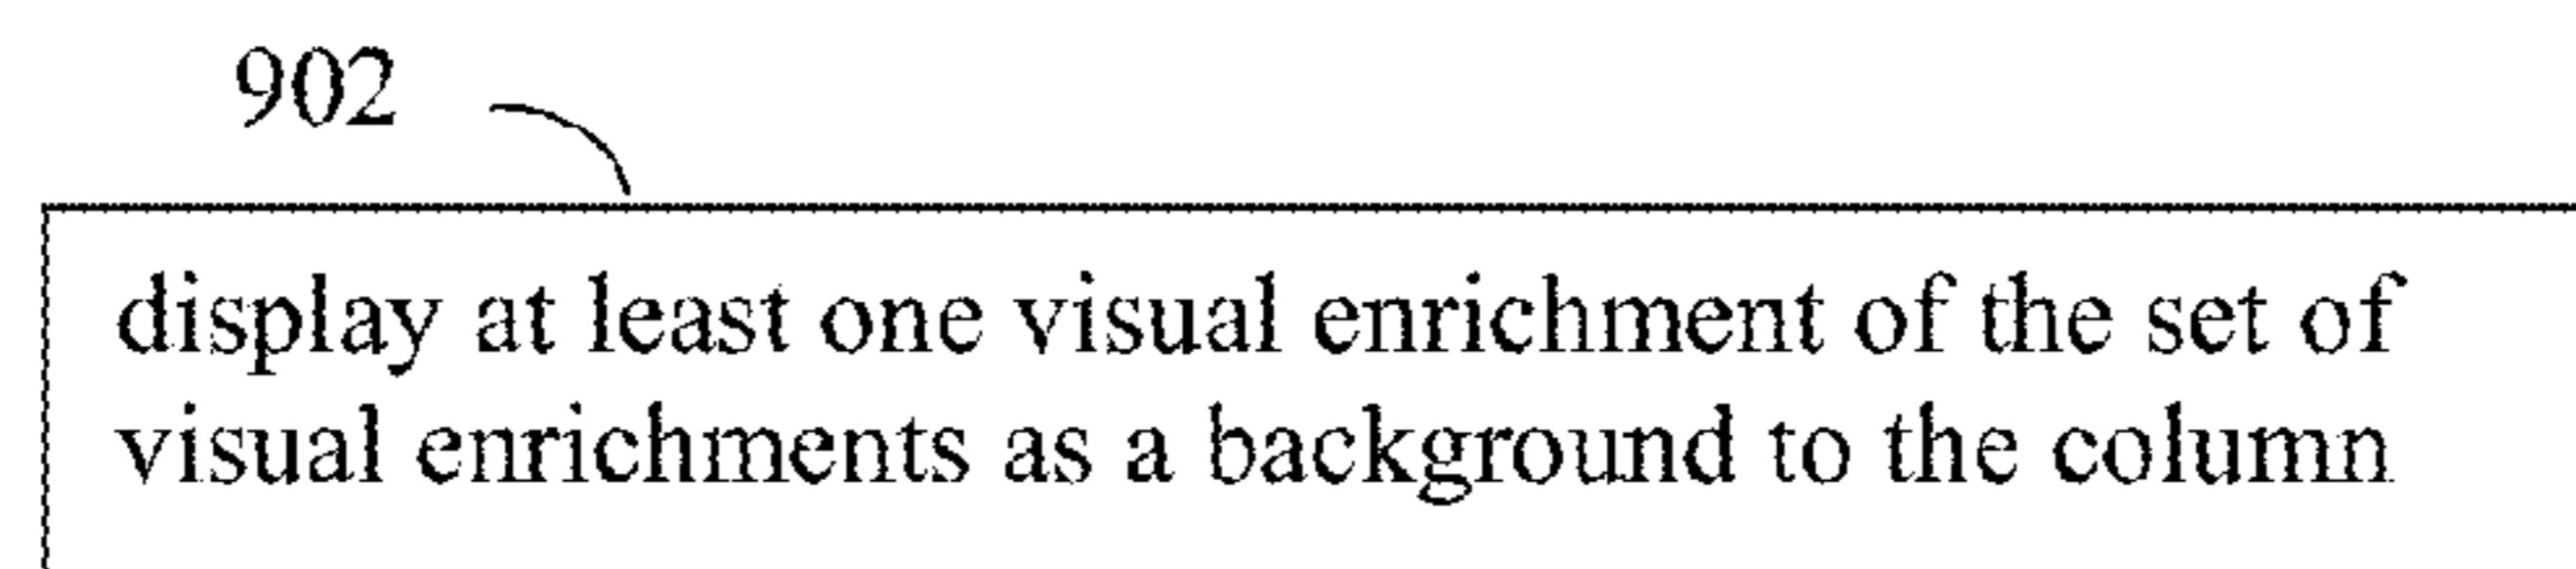 902
display at least one visual enrichment of the set of
visual enrichments as a background to the column